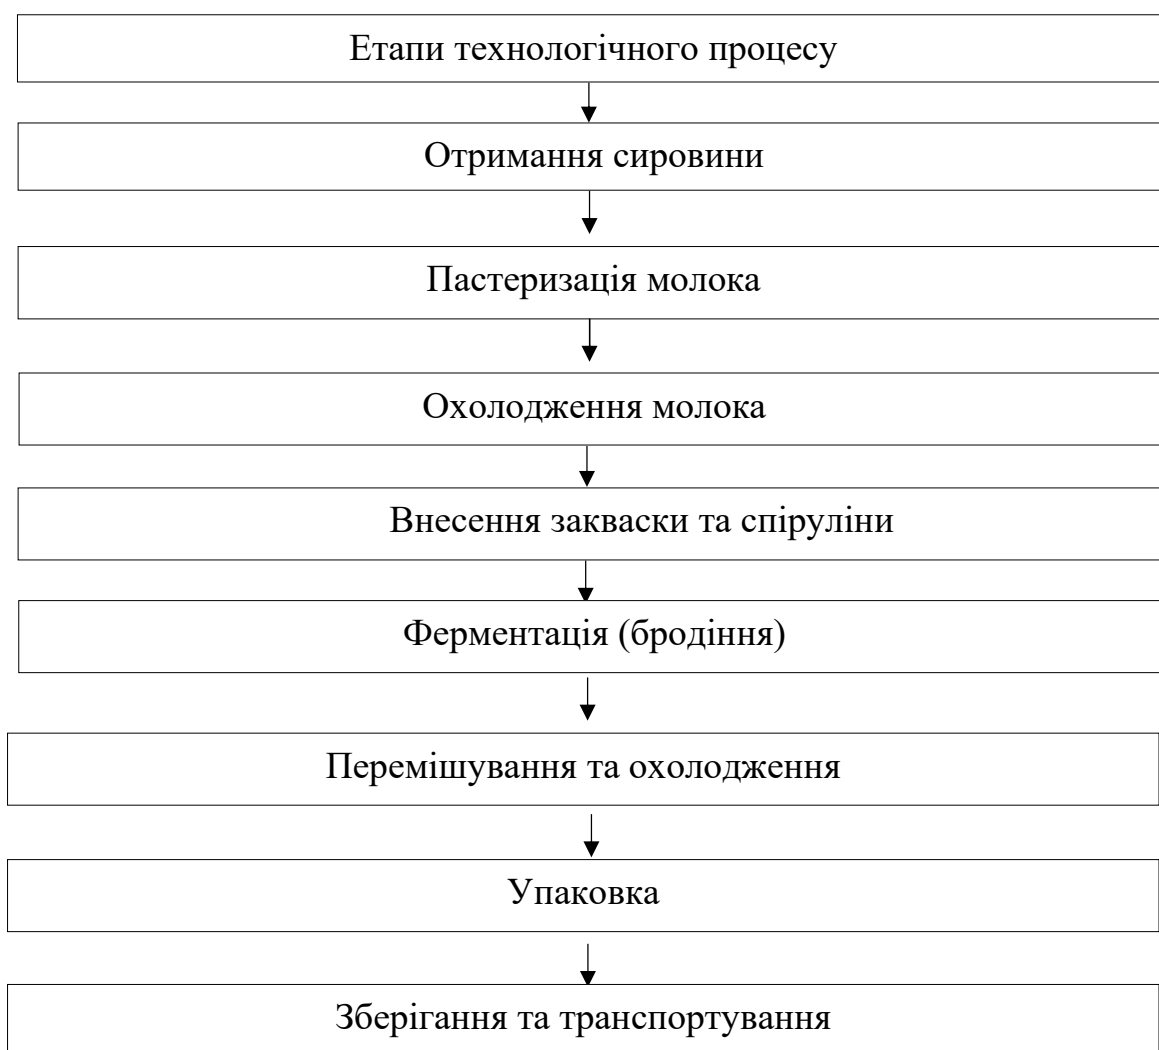 Етапи технологічного процесу
Отримання сировини
Пастеризація молока
Охолодження молока
Внесення закваски та спіруліни
Ферментація (бродіння)
Перемішування та охолодження
Упаковка
Зберігання та транспортування